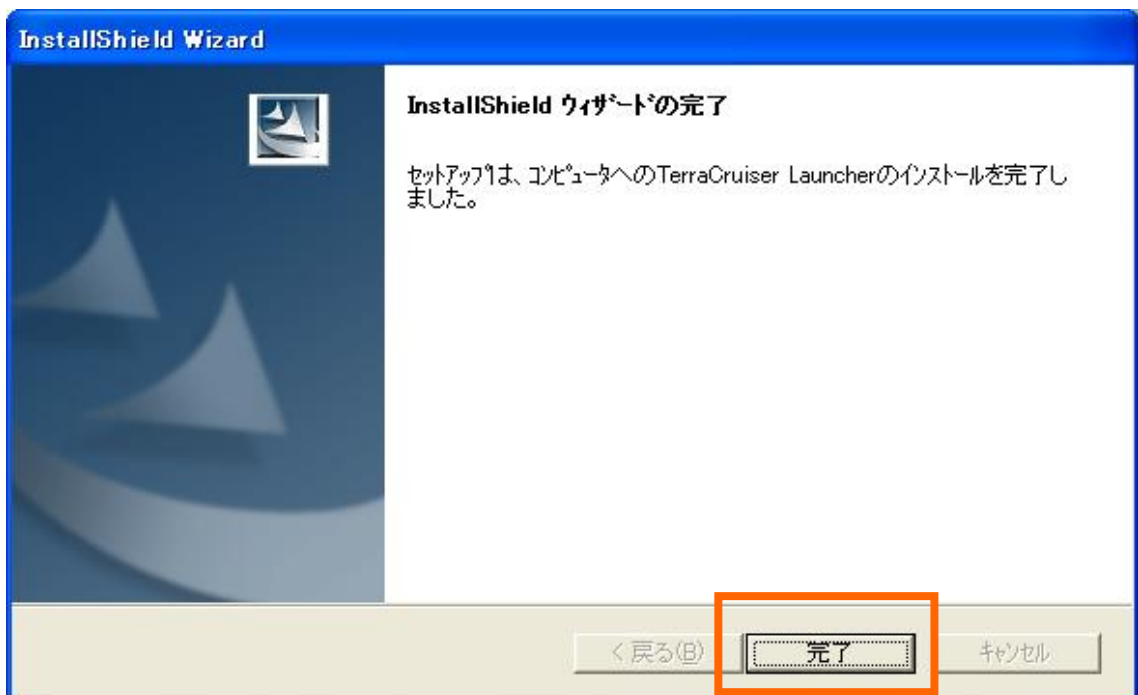 InstallShield Wizard
InstallShield ウィザードの完了
セットアップは、コンピュータへのTerraCruiser Launcherのインストールを完了し
ました。
< 戻る(B)
完了
キャンセル